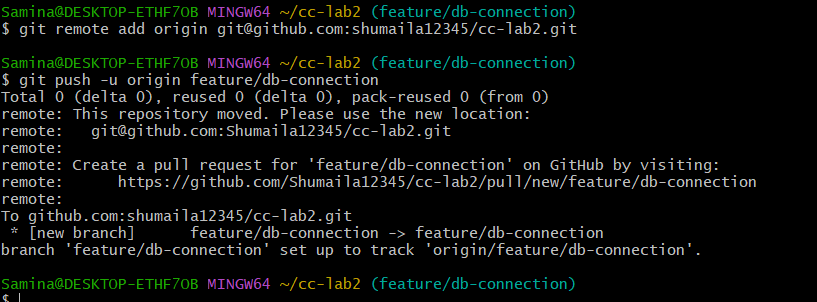 Samina@DESKTOP-ETHF7OB MINGW64 ~/cc-lab2 (feature/db-connection)
$ git remote add origin git@github.com:shumaila12345/cc-lab2.git
Samina@DESKTOP-ETHF7OB MINGW64 ~/cc-lab2 (feature/db-connection)
$ git push -u origin feature/db-connection
Total 0 (delta 0), reused 0 (delta 0), pack-reused 0 (from 0)
remote: This repository moved. Please use the new location:
remote:   git@github.com:Shumaila12345/cc-lab2.git
remote:
remote: Create a pull request for 'feature/db-connection' on GitHub by visiting:
remote:      https://github.com/Shumaila12345/cc-lab2/pull/new/feature/db-connection
remote:
To github.com:shumaila12345/cc-lab2.git
 * [new branch]      feature/db-connection -> feature/db-connection
branch 'feature/db-connection' set up to track 'origin/feature/db-connection'.
Samina@DESKTOP-ETHF7OB MINGW64 ~/cc-lab2 (feature/db-connection)
$